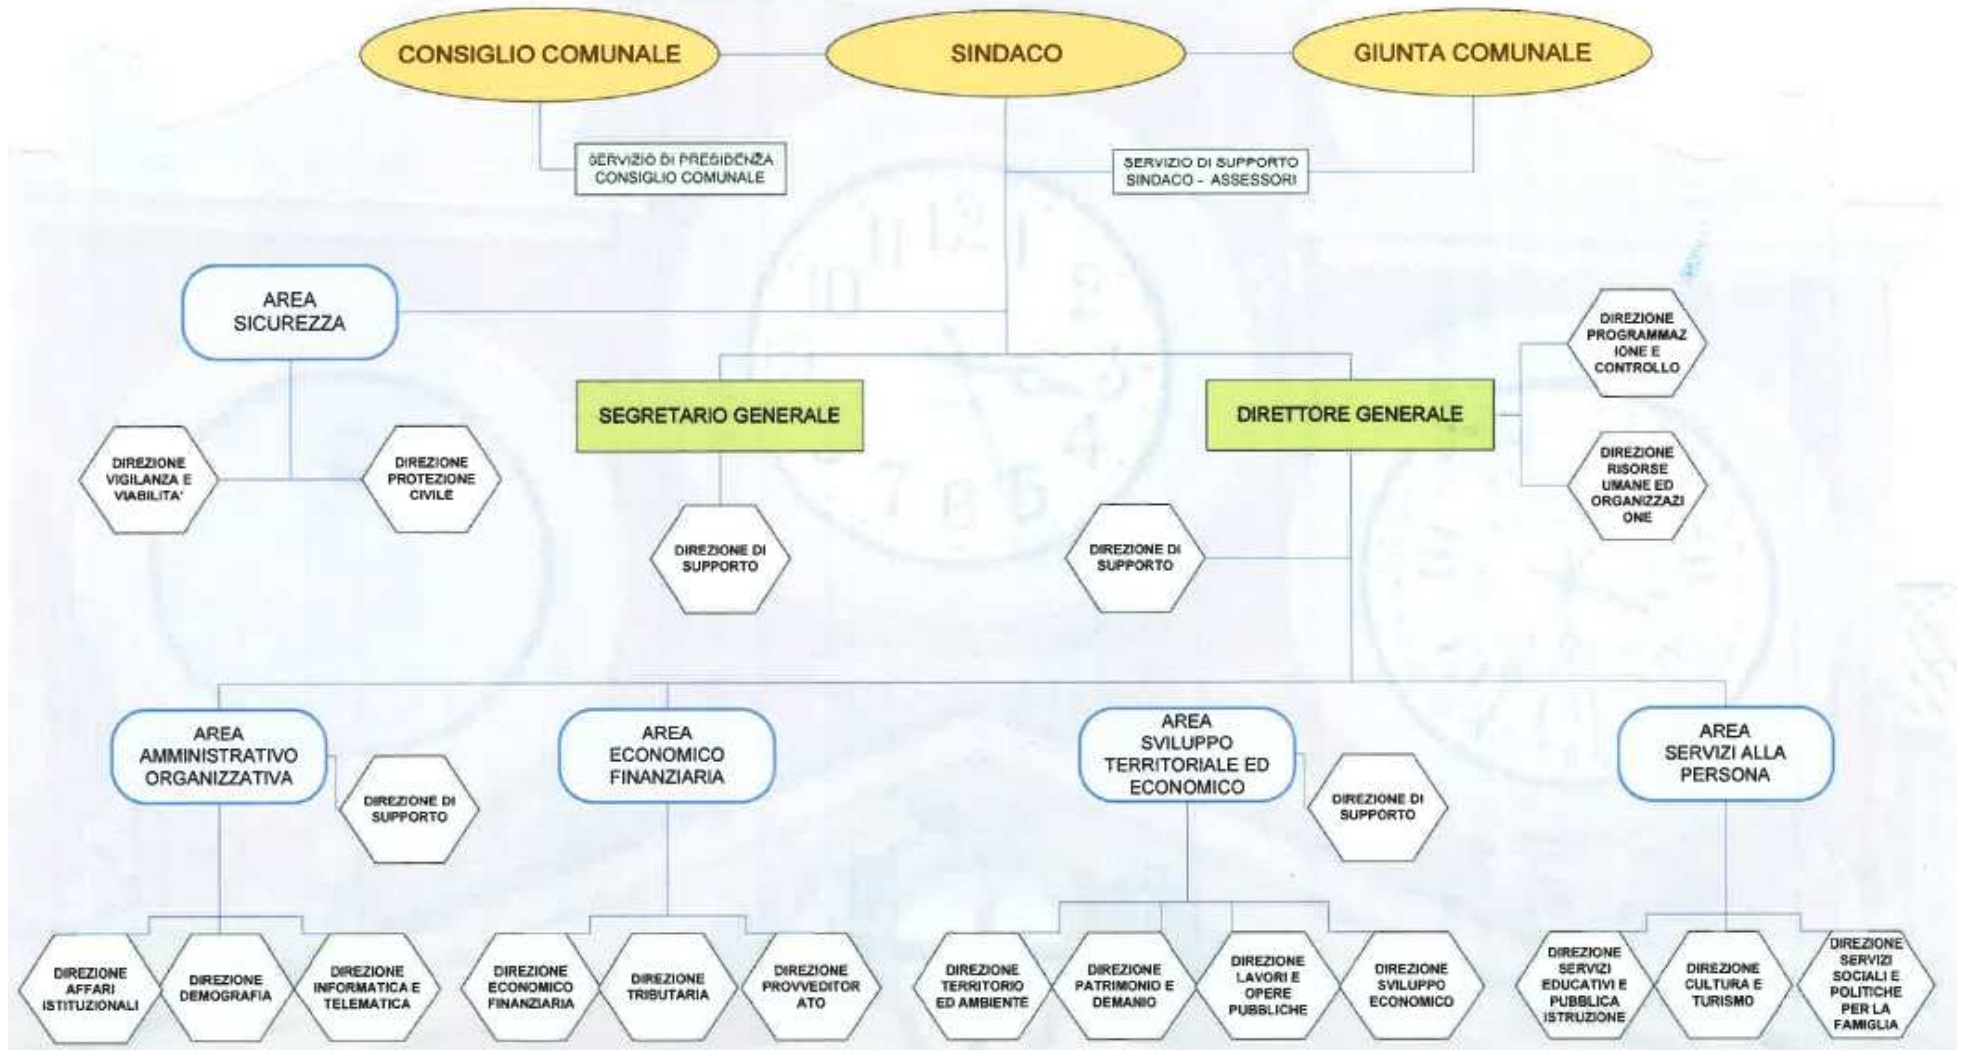 CONSIGLIO COMUNALE
SINDACO
GIUNTA COMUNALE
SERVIZIO DI PRESIDENZA
CONSIGLIO COMUNALE
SERVIZIO DI SUPPORTO
SINDACO - ASSESSORI
AREA
SICUREZZA
DIREZIONE
PROGRAMMAZ
IONE E
CONTROLLO
SEGRETARIO GENERALE
DIRETTORE GENERALE
DIREZIONE
VIGILANZA E
VIABILITA'
DIREZIONE
PROTEZIONE
CIVILE
DIREZIONE
RISORSE
UMANE ED
ORGANIZZAZI
ONE
DIREZIONE DI
SUPPORTO
DIREZIONE DI
SUPPORTO
AREA
AMMINISTRATIVO
ORGANIZZATIVA
AREA
ECONOMICO
FINANZIARIA
AREA
SVILUPPO
TERRITORIALE ED
ECONOMICO
AREA
SERVIZI ALLA
PERSONA
DIREZIONE DI
SUPPORTO
DIREZIONE DI
SUPPORTO
DIREZIONE
AFFARI
ISTITUZIONALI
DIREZIONE
DEMOGRAFIA
DIREZIONE
INFORMATICA E
TELEMATICA
DIREZIONE
ECONOMICO
FINANZIARIA
DIREZIONE
TRIBUTARIA
DIREZIONE
PROVVEDITOR
ATO
DIREZIONE
TERRITORIO
ED AMBIENTE
DIREZIONE
PATRIMONIO E
DEMANIO
DIREZIONE
LAVORI E
OPERE
PUBBLICHE
DIREZIONE
SVILUPPO
ECONOMICO
DIREZIONE
SERVIZI
EDUCATIVI E
PUBBLICA
ISTRUZIONE
DIREZIONE
CULTURA E
TURISMO
DIREZIONE
SERVIZI
SOCIALI E
POLITICHE
PER LA
FAMIGLIA